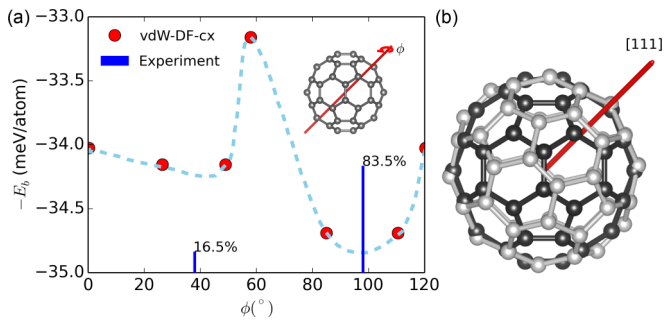 (a)
vdW-DF-cx
Experiment
ϕ
83.5%
16.5%
−33.0
−33.5
−34.0
−34.5
−35.0
−E_b (meV/atom)
0 20 40 60 80 100 120
ϕ(°)
(b)
[111]